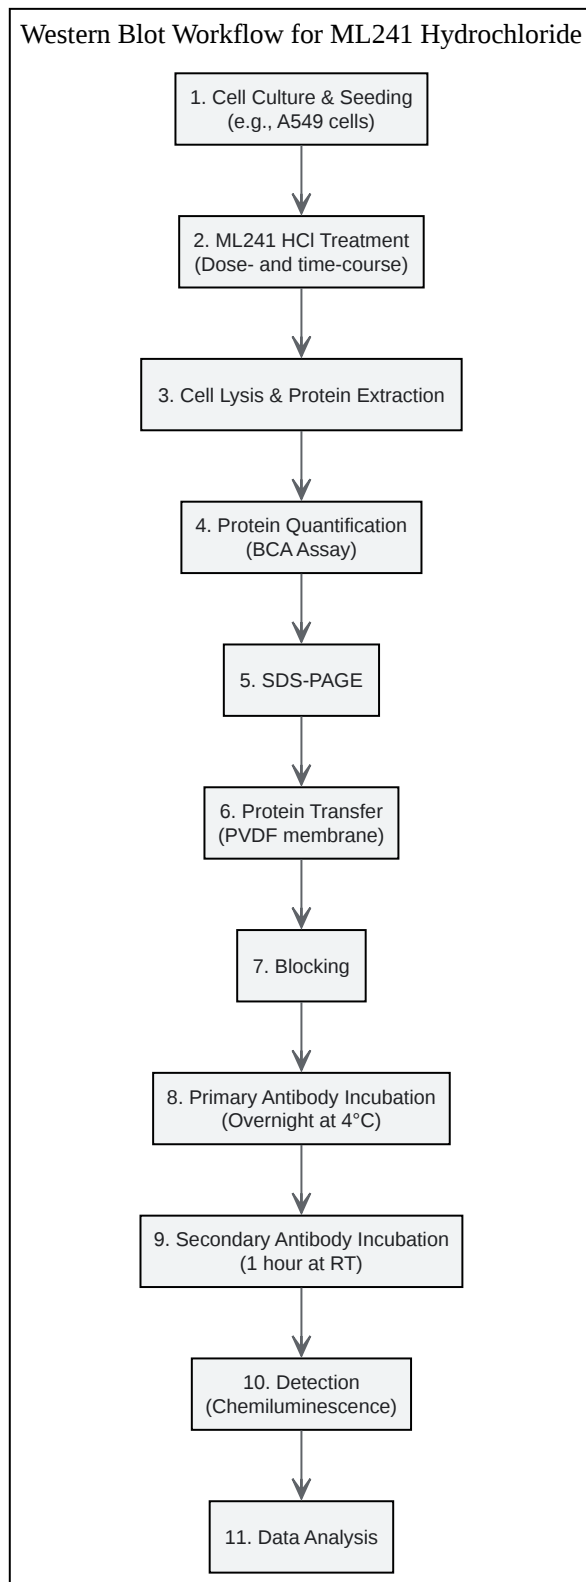 Western Blot Workflow for ML241 Hydrochloride
1. Cell Culture & Seeding
(e.g., A549 cells)
2. ML241 HCl Treatment
(Dose- and time-course)
3. Cell Lysis & Protein Extraction
4. Protein Quantification
(BCA Assay)
5. SDS-PAGE
6. Protein Transfer
(PVDF membrane)
7. Blocking
8. Primary Antibody Incubation
(Overnight at 4°C)
9. Secondary Antibody Incubation
(1 hour at RT)
10. Detection
(Chemiluminescence)
11. Data Analysis